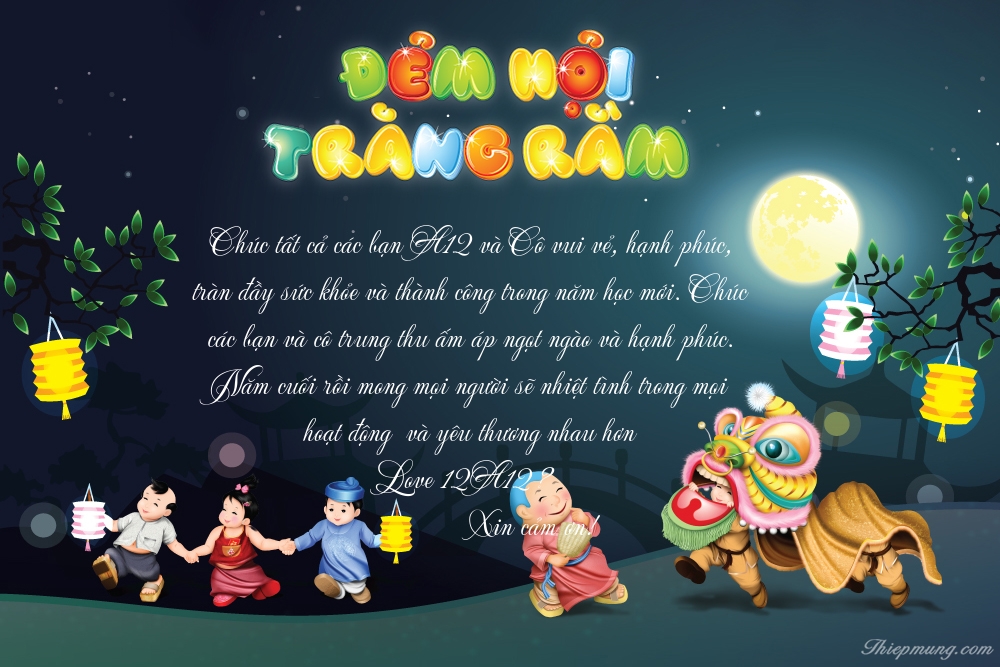 ĐÊM HỘI
TRĂNG RẰM
Chúc tất cả các bạn A12 và Cô vui vẻ, hạnh phúc,
tràn đầy sức khỏe và thành công trong năm học mới. Chúc
các bạn và cô trung thu ấm áp ngọt ngào và hạnh phúc.
Năm cuối rồi mong mọi người sẽ nhiệt tình trong mọi
hoạt động và yêu thương nhau hơn
Love 12A12 ?
Xin cảm ơn!
Thiepmung.com